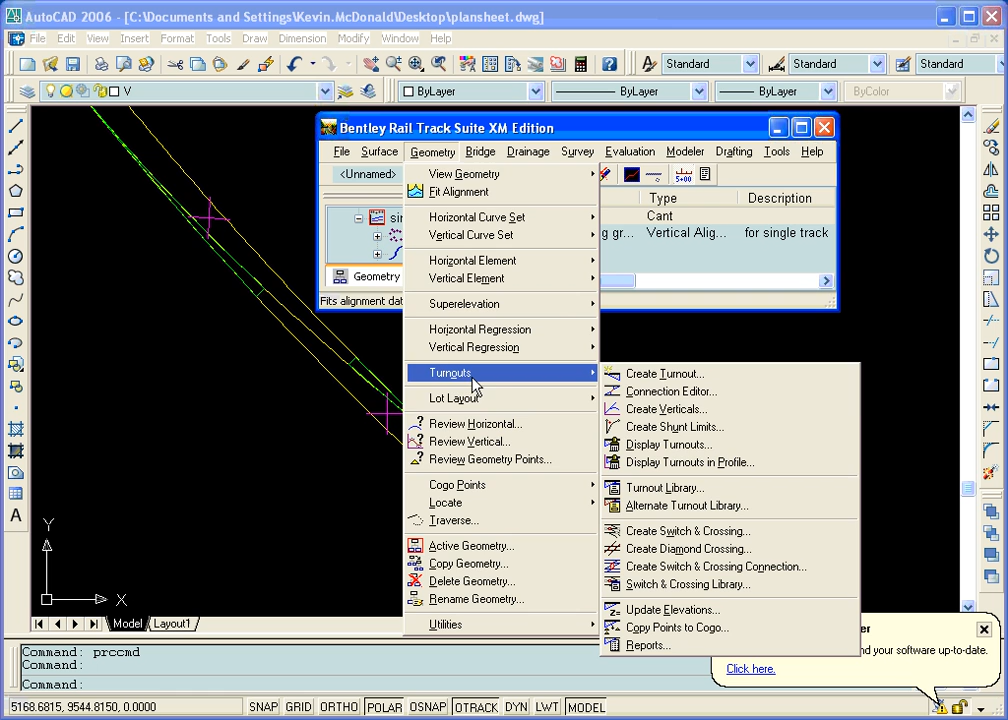 AutoCAD 2006 - [C:\Documents and Settings\Kevin.McDonald\Desktop\plansheet.dwg]
File Edit View Insert Format Tools Draw Dimension Modify Window Help
Standard Standard Standard
V ByLayer ByLayer ByLayer ByColor
Bentley Rail Track Suite XM Edition
File Surface Geometry Bridge Drainage Survey Evaluation Modeler Drafting Tools Help
<Unnamed>
Type Description
Cant
g gr... Vertical Alig... for single track
Geometry
View Geometry
Fit Alignment
Horizontal Curve Set
Vertical Curve Set
Horizontal Element
Vertical Element
Superelevation
Horizontal Regression
Vertical Regression
Turnouts
Lot Layout
Review Horizontal...
Review Vertical...
Review Geometry Points...
Cogo Points
Locate
Traverse...
Active Geometry...
Copy Geometry...
Delete Geometry...
Rename Geometry...
Utilities
Create Turnout...
Connection Editor...
Create Verticals...
Create Shunt Limits...
Display Turnouts...
Display Turnouts in Profile...
Turnout Library...
Alternate Turnout Library...
Create Switch & Crossing...
Create Diamond Crossing...
Create Switch & Crossing Connection...
Switch & Crossing Library...
Update Elevations...
Copy Points to Cogo...
Reports...
Y
X
Model Layout1
Command: prccmd
Command:
Command:
nd your software up-to-date.
Click here.
5168.6815, 9544.8150, 0.0000 SNAP GRID ORTHO POLAR OSNAP OTRACK DYN LWT MODEL